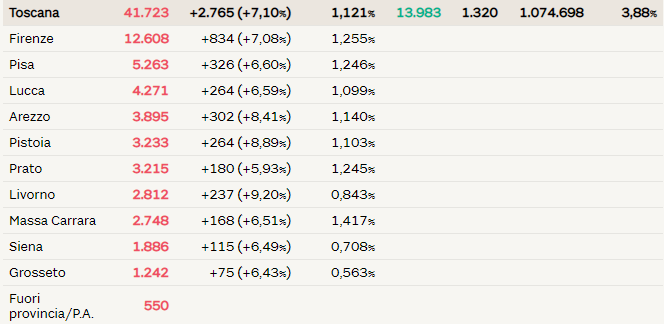 Toscana 41.723 +2.765 (+7,10%) 1,121% 13.983 1.320 1.074.698 3,88%
Firenze 12.608 +834 (+7,08%) 1,255%
Pisa 5.263 +326 (+6,60%) 1,246%
Lucca 4.271 +264 (+6,59%) 1,099%
Arezzo 3.895 +302 (+8,41%) 1,140%
Pistoia 3.233 +264 (+8,89%) 1,103%
Prato 3.215 +180 (+5,93%) 1,245%
Livorno 2.812 +237 (+9,20%) 0,843%
Massa Carrara 2.748 +168 (+6,51%) 1,417%
Siena 1.886 +115 (+6,49%) 0,708%
Grosseto 1.242 +75 (+6,43%) 0,563%
Fuori
provincia/P.A. 550